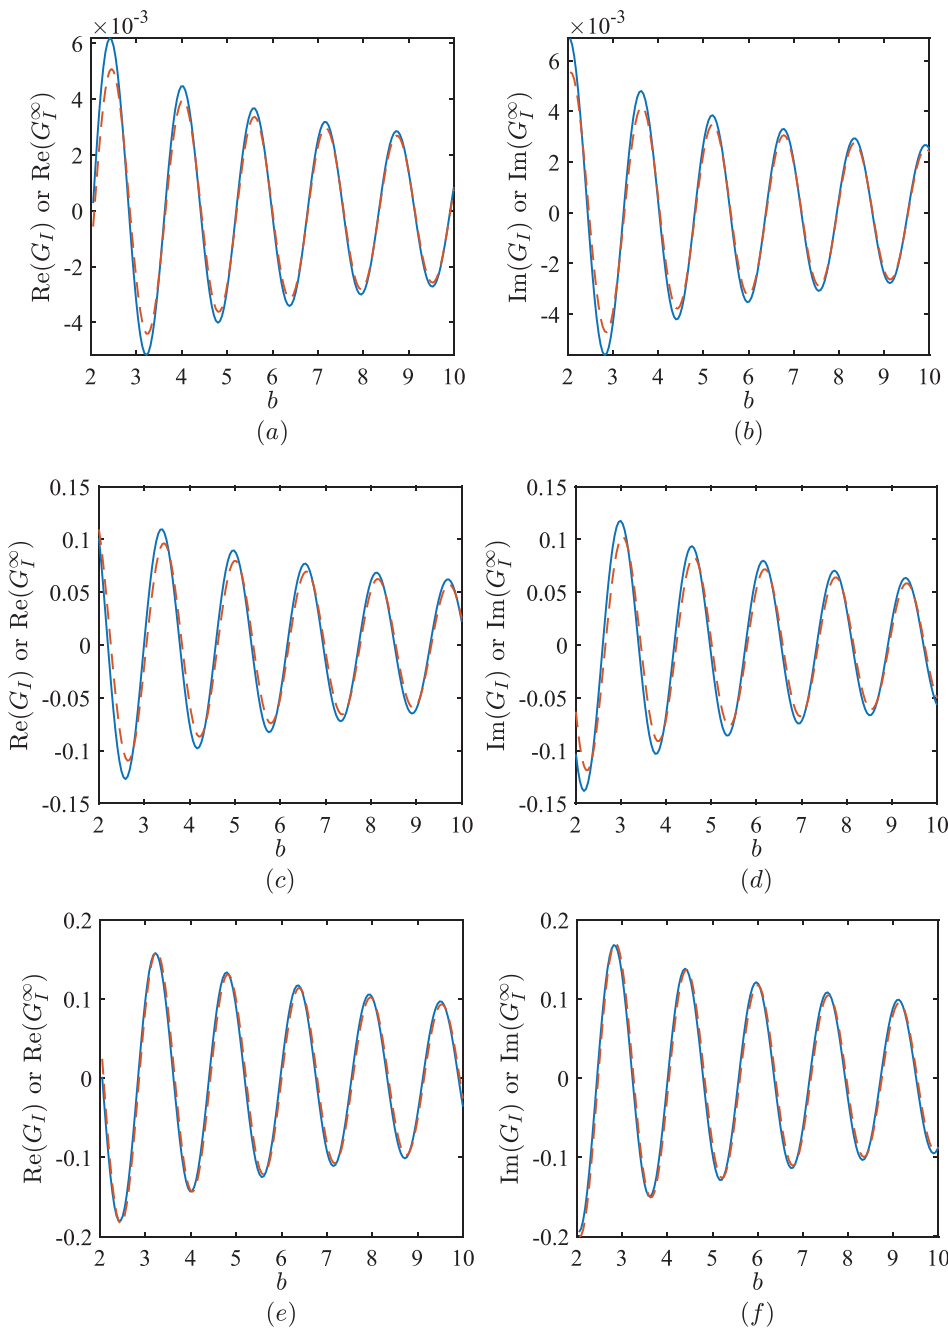 ×10⁻³
Re(G_I) or Re(G_I^∞)
6
4
2
0
-2
-4
2 3 4 5 6 7 8 9 10
b
(a)
×10⁻³
Im(G_I) or Im(G_I^∞)
6
4
2
0
-2
-4
2 3 4 5 6 7 8 9 10
b
(b)
Re(G_I) or Re(G_I^∞)
0.15
0.1
0.05
0
-0.05
-0.1
-0.15
2 3 4 5 6 7 8 9 10
b
(c)
Im(G_I) or Im(G_I^∞)
0.15
0.1
0.05
0
-0.05
-0.1
-0.15
2 3 4 5 6 7 8 9 10
b
(d)
Re(G_I) or Re(G_I^∞)
0.2
0.1
0
-0.1
-0.2
2 3 4 5 6 7 8 9 10
b
(e)
Im(G_I) or Im(G_I^∞)
0.2
0.1
0
-0.1
-0.2
2 3 4 5 6 7 8 9 10
b
(f)